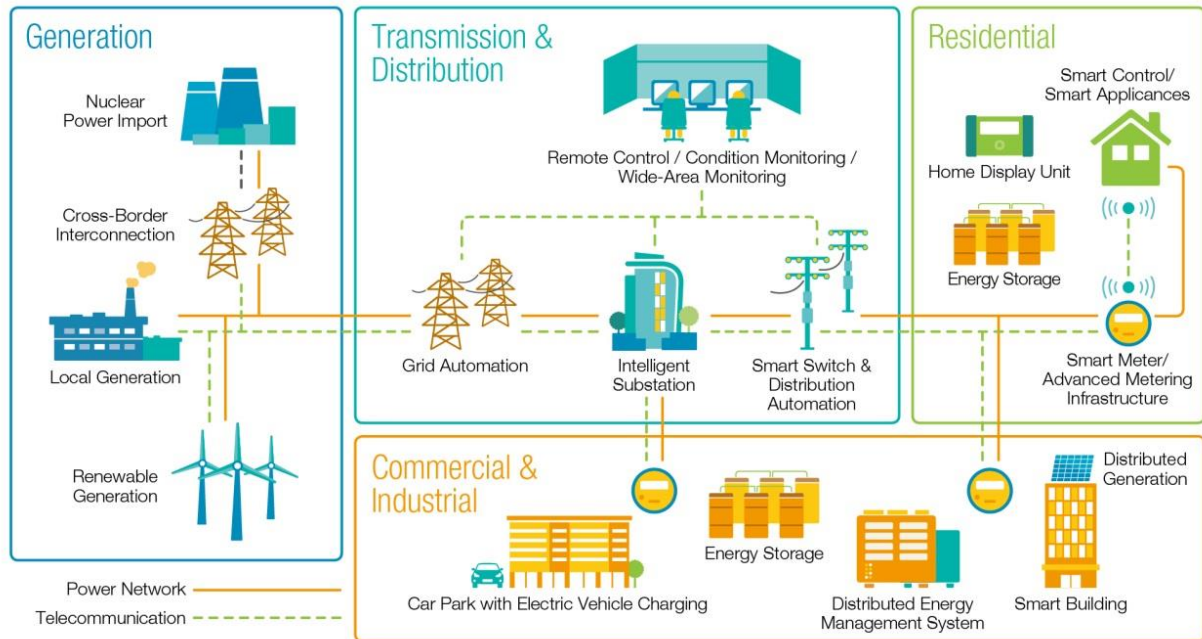 Generation
Nuclear
Power Import
Cross-Border
Interconnection
Local Generation
Renewable
Generation
Transmission &
Distribution
Remote Control / Condition Monitoring /
Wide-Area Monitoring
Grid Automation
Intelligent
Substation
Smart Switch &
Distribution
Automation
Residential
Smart Control/
Smart Applicances
Home Display Unit
Energy Storage
Smart Meter/
Advanced Metering
Infrastructure
Commercial &
Industrial
Car Park with Electric Vehicle Charging
Energy Storage
Distributed Energy
Management System
Distributed
Generation
Smart Building
Power Network
Telecommunication